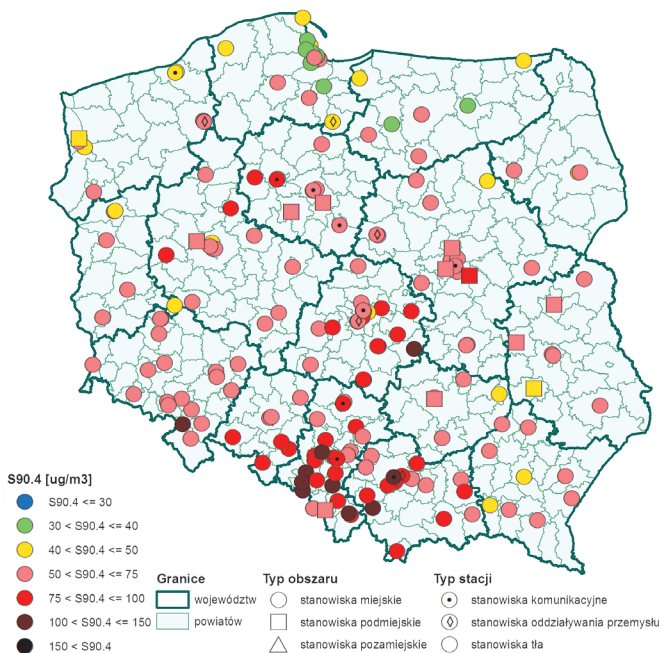 S90.4 [ug/m3]
S90.4 <= 30
30 < S90.4 <= 40
40 < S90.4 <= 50
50 < S90.4 <= 75
75 < S90.4 <= 100
100 < S90.4 <= 150
150 < S90.4
Granice
województw
powiatów
Typ obszaru
stanowiska miejskie
stanowiska podmiejskie
stanowiska pozamiejskie
Typ stacji
stanowiska komunikacyjne
stanowiska oddziaływania przemysłu
stanowiska tła